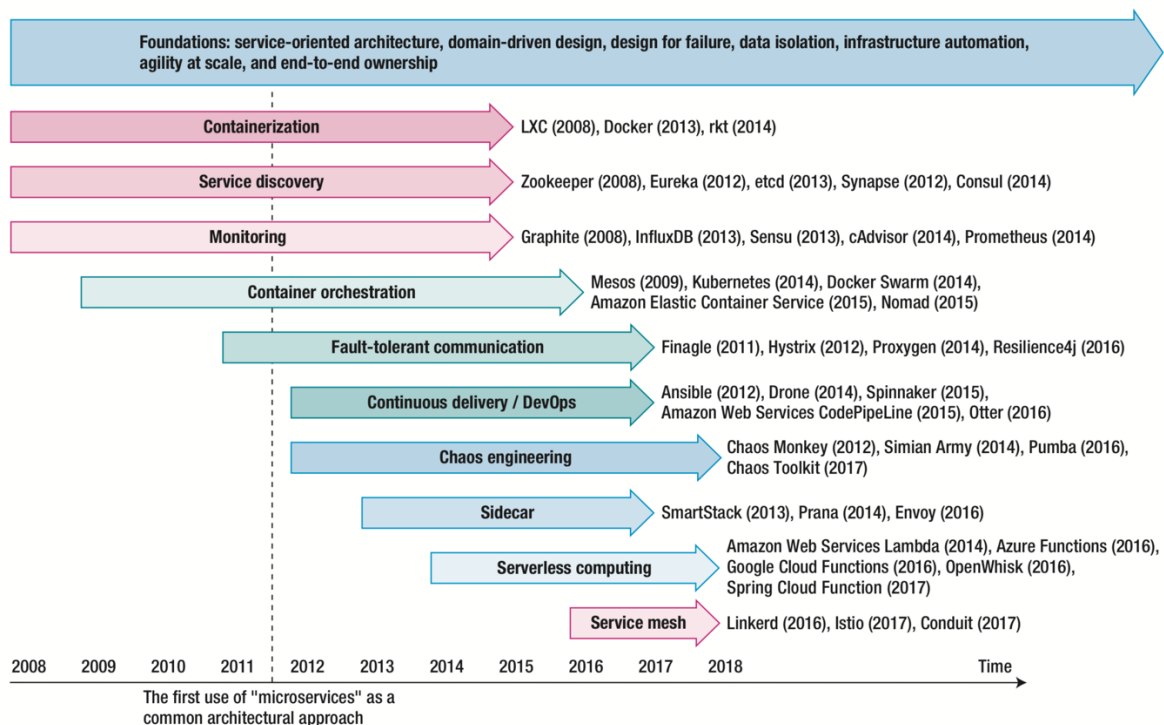 Foundations: service-oriented architecture, domain-driven design, design for failure, data isolation, infrastructure automation,
agility at scale, and end-to-end ownership
Containerization
LXC (2008), Docker (2013), rkt (2014)
Service discovery
Zookeeper (2008), Eureka (2012), etcd (2013), Synapse (2012), Consul (2014)
Monitoring
Graphite (2008), InfluxDB (2013), Sensu (2013), cAdvisor (2014), Prometheus (2014)
Container orchestration
Mesos (2009), Kubernetes (2014), Docker Swarm (2014),
Amazon Elastic Container Service (2015), Nomad (2015)
Fault-tolerant communication
Finagle (2011), Hystrix (2012), Proxygen (2014), Resilience4j (2016)
Continuous delivery / DevOps
Ansible (2012), Drone (2014), Spinnaker (2015),
Amazon Web Services CodePipeLine (2015), Otter (2016)
Chaos engineering
Chaos Monkey (2012), Simian Army (2014), Pumba (2016),
Chaos Toolkit (2017)
Sidecar
SmartStack (2013), Prana (2014), Envoy (2016)
Serverless computing
Amazon Web Services Lambda (2014), Azure Functions (2016),
Google Cloud Functions (2016), OpenWhisk (2016),
Spring Cloud Function (2017)
Service mesh
Linkerd (2016), Istio (2017), Conduit (2017)
2008 2009 2010 2011 2012 2013 2014 2015 2016 2017 2018 Time
The first use of "microservices" as a
common architectural approach